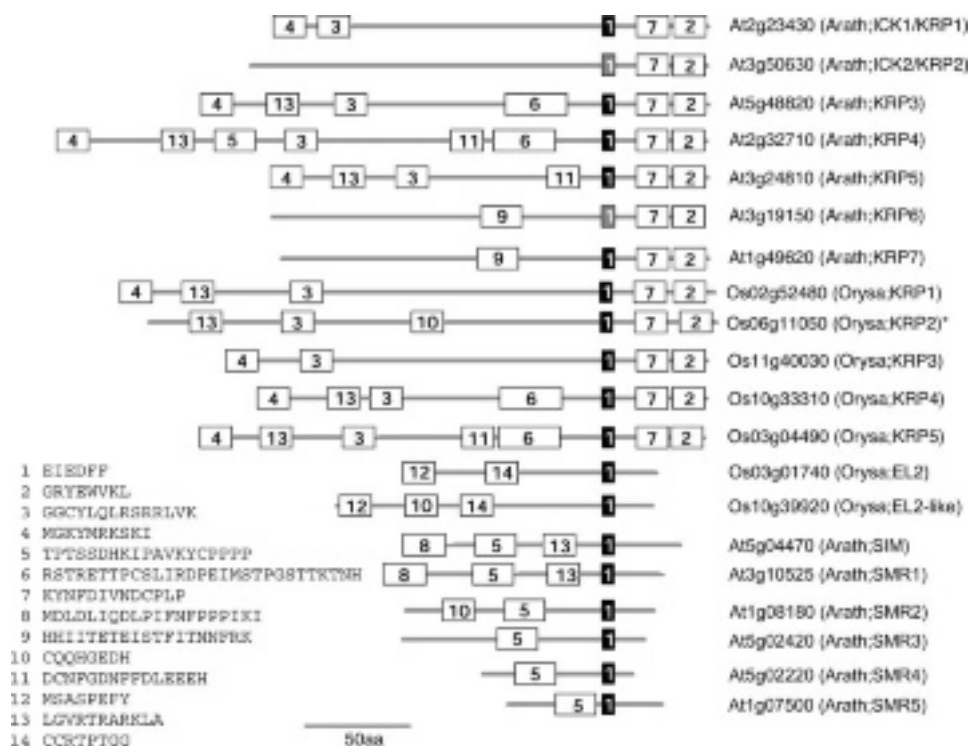 4 3 1 7 2 At2g23430 (Arath;ICK1/KRP1)
1 7 2 At3g50630 (Arath;ICK2/KRP2)
4 13 3 6 1 7 2 At5g48820 (Arath;KRP3)
4 13 5 3 11 6 1 7 2 At2g32710 (Arath;KRP4)
4 13 3 11 1 7 2 At3g24810 (Arath;KRP5)
9 1 7 2 At3g19150 (Arath;KRP6)
9 1 7 2 At1g49620 (Arath;KRP7)
4 13 3 1 7 2 Os02g52480 (Orysa;KRP1)
13 3 10 1 7 2 Os06g11050 (Orysa;KRP2)*
4 3 1 7 2 Os11g40030 (Orysa;KRP3)
4 13 3 6 1 7 2 Os10g33310 (Orysa;KRP4)
4 13 3 11 6 1 7 2 Os03g04490 (Orysa;KRP5)
12 14 1 Os03g01740 (Orysa;EL2)
12 10 14 1 Os10g39920 (Orysa;EL2-like)
8 5 13 1 At5g04470 (Arath;SIM)
8 5 13 1 At3g10525 (Arath;SMR1)
10 5 1 At1g08180 (Arath;SMR2)
5 1 At5g02420 (Arath;SMR3)
5 1 At5g02220 (Arath;SMR4)
5 1 At1g07500 (Arath;SMR5)
1 EIEDFF
2 GRYEWVKL
3 GGCYLQLRSRRLVK
4 MGKYMRKSKI
5 TPTSSDHKIPAVKYCPPPP
6 RSTRETTPCSLIRDPEIMSTPGSTTKTNH
7 KYNFDIVNDCPLP
8 MDLDLIQDLPIFNFPPPIKI
9 HHIITETEISTFITNNFRK
10 CQQHGEDH
11 DCNFGDNPFDLEEEH
12 MSASPEFY
13 LGVRTRARKLA
14 CCRTPTGG
50aa